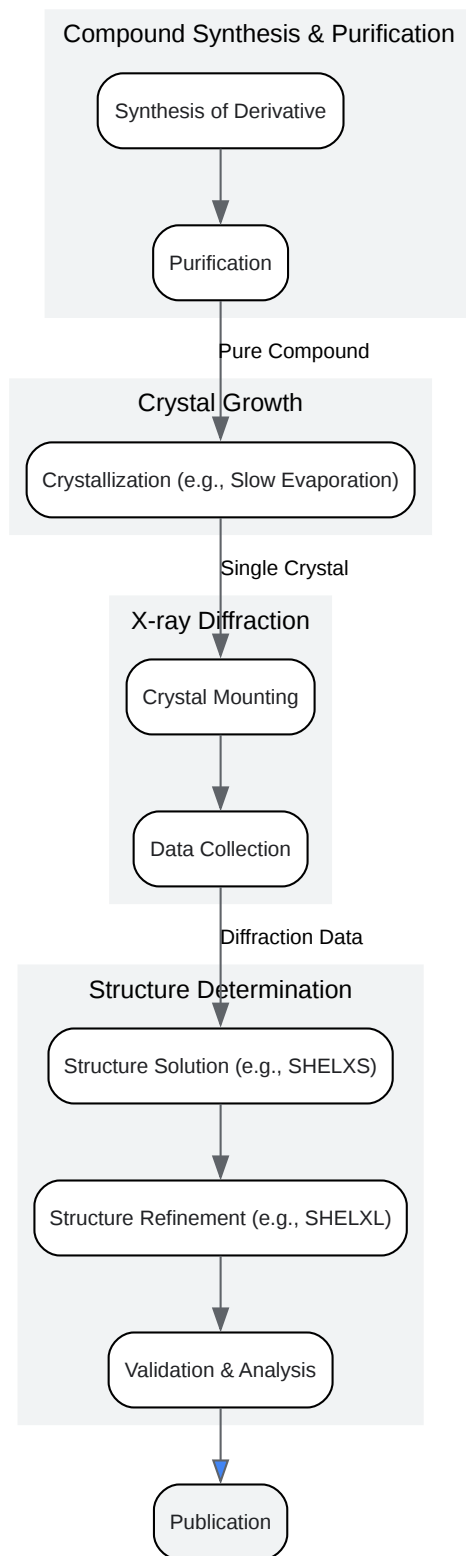 Compound Synthesis & Purification
Synthesis of Derivative
Purification
Pure Compound
Crystal Growth
Crystallization (e.g., Slow Evaporation)
Single Crystal
X-ray Diffraction
Crystal Mounting
Data Collection
Diffraction Data
Structure Determination
Structure Solution (e.g., SHELXS)
Structure Refinement (e.g., SHELXL)
Validation & Analysis
Publication